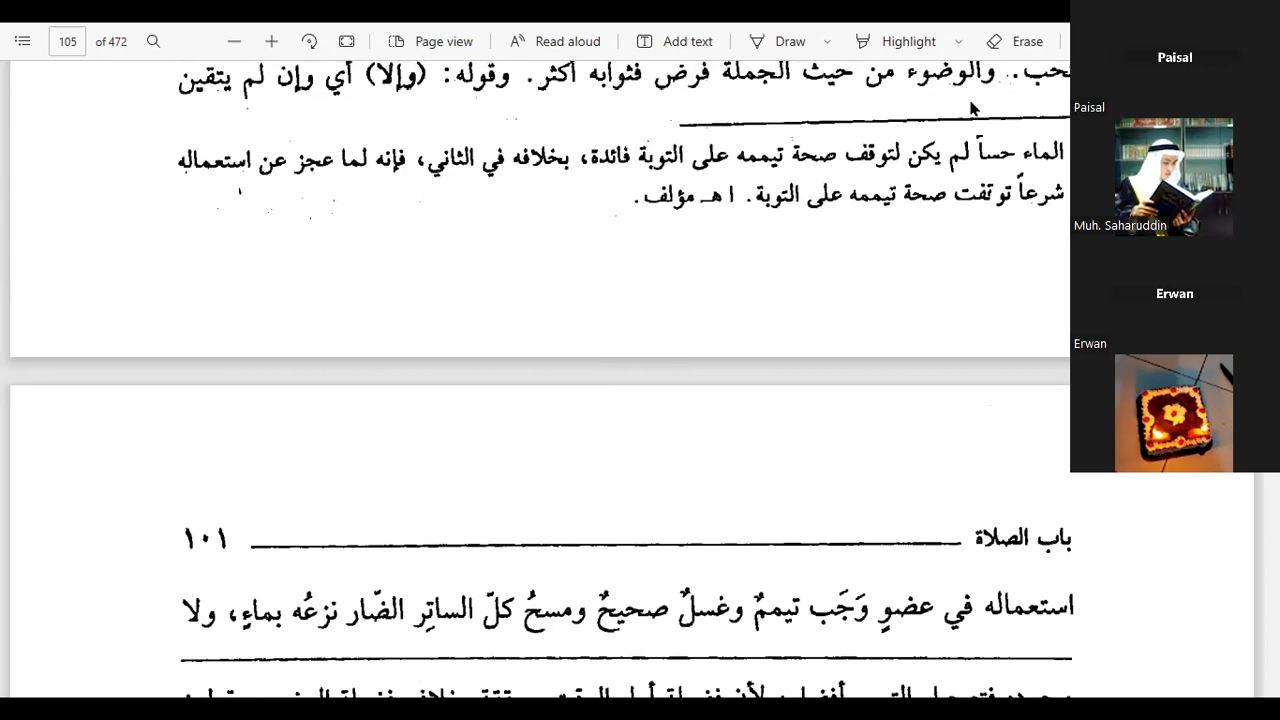 105 of 472 Page view Read aloud Add text Draw Highlight Erase
والوضوء من حيث الجملة فرض فثوابه أكثر. وقوله: (وإلا) أي وإن لم يتقين
الماء حساً لم يكن لتوقف صحة تيممه على التوبة فائدة، بخلافه في الثاني، فإنه لما عجز عن استعماله
شرعاً توقفت صحة تيممه على التوبة. ا هـ مؤلف.
باب الصلاة ١٠١
استعماله في عضوٍ وَجَب تيممٌ وغسلٌ صحيحٌ ومسحُ كلّ الساتِر الضّار نزعُه بماءٍ، ولا
Paisal
Paisal
Muh. Saharuddin
Erwan
Erwan